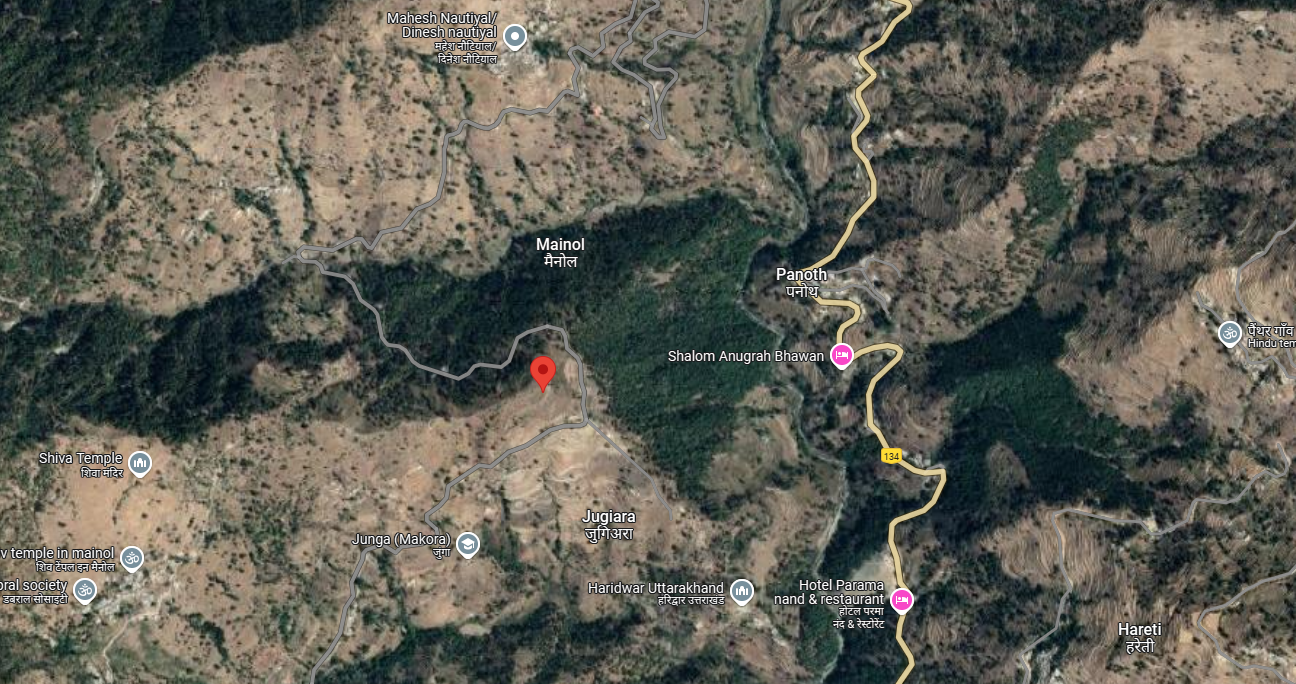 Mahesh Nautiyal/
Dinesh nautiyal
महेश नौटियाल/
दिनेश नौटियाल
Mainol
मैनोल
Panoth
पनौथ
पैंथर गाँव
Hindu tem
Shalom Anugrah Bhawan
134
Shiva Temple
शिवा मंदिर
Jugiara
जुगिअरा
Junga (Makora)
जुंगा
v temple in mainol
शिव टेंपल इन मैनोल
oral society
डबराल सोसाइटी
Haridwar Uttarakhand
हरिद्वार उत्तराखंड
Hotel Parama
nand & restaurant
होटल परमा
नंद & रेस्टोरेंट
Hareti
हरेती